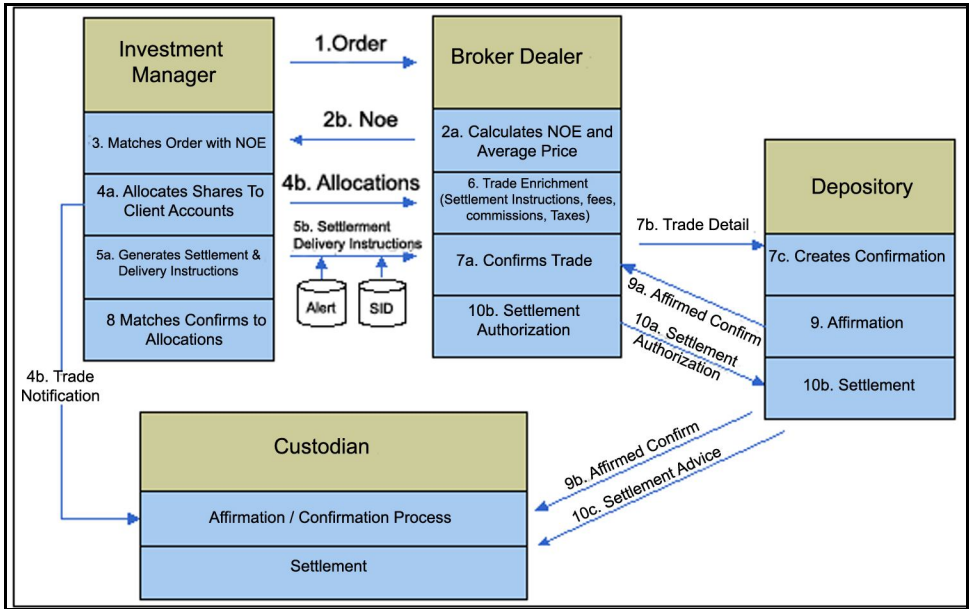 Investment
Manager
3. Matches Order with NOE
4a. Allocates Shares To
Client Accounts
5a. Generates Settlement &
Delivery Instructions
8 Matches Confirms to
Allocations
1.Order
2b. Noe
4b. Allocations
5b. Settlerment
Delivery Instructions
Alert
SID
Broker Dealer
2a. Calculates NOE and
Average Price
6. Trade Enrichment
(Settlement Instructions, fees,
commissions, Taxes)
7a. Confirms Trade
10b. Settlement
Authorization
7b. Trade Detail
9a. Affirmed Confirm
10a. Settlement
Authorization
Depository
7c. Creates Confirmation
9. Affirmation
10b. Settlement
4b. Trade
Notification
Custodian
Affirmation / Confirmation Process
Settlement
9b. Affirmed Confirm
10c. Settlement Advice